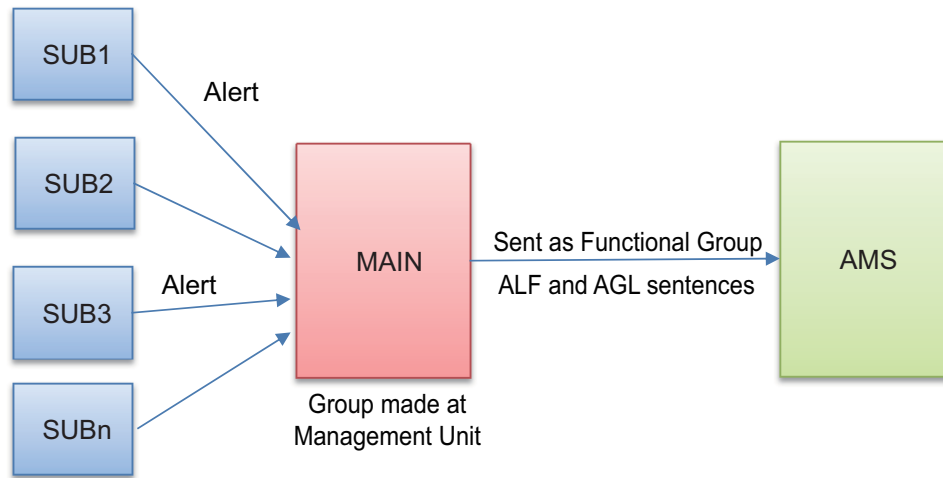 SUB1
Alert
SUB2
SUB3
Alert
SUBn
MAIN
Group made at
Management Unit
Sent as Functional Group
ALF and AGL sentences
AMS